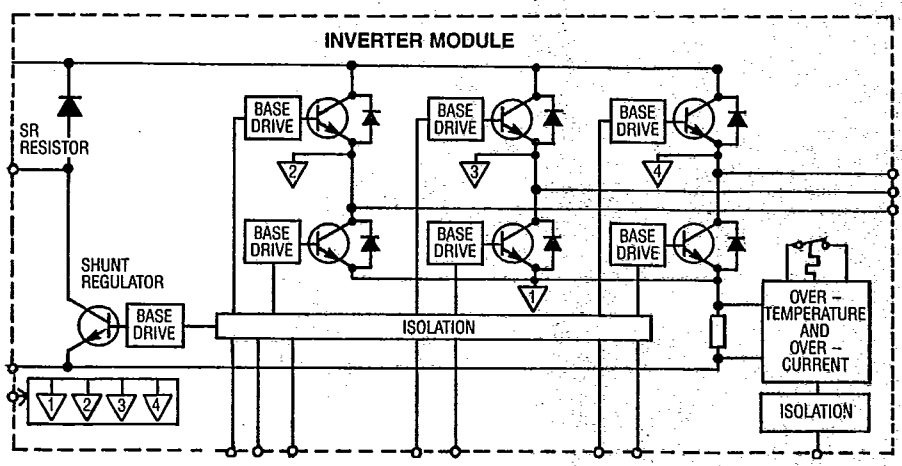 INVERTER MODULE
SR
RESISTOR
BASE
DRIVE
BASE
DRIVE
BASE
DRIVE
2
3
4
BASE
DRIVE
BASE
DRIVE
BASE
DRIVE
1
SHUNT
REGULATOR
BASE
DRIVE
ISOLATION
OVER –
TEMPERATURE
AND
OVER –
CURRENT
1 2 3 4
ISOLATION